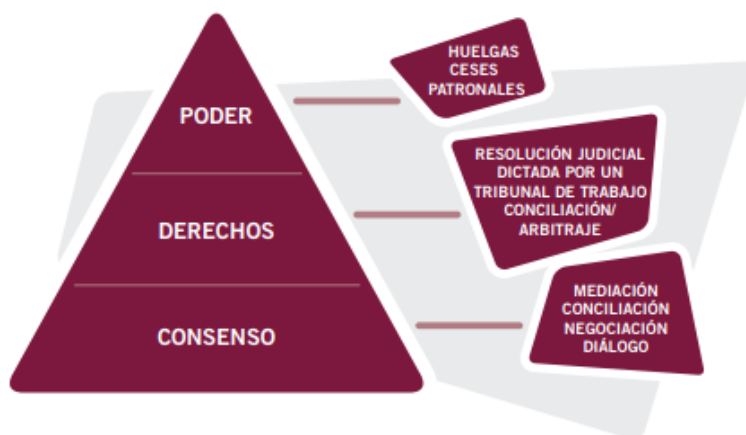 PODER
HUELGAS
CESES
PATRONALES
DERECHOS
RESOLUCIÓN JUDICIAL
DICTADA POR UN
TRIBUNAL DE TRABAJO
CONCILIACIÓN/
ARBITRAJE
CONSENSO
MEDIACIÓN
CONCILIACIÓN
NEGOCIACIÓN
DIÁLOGO